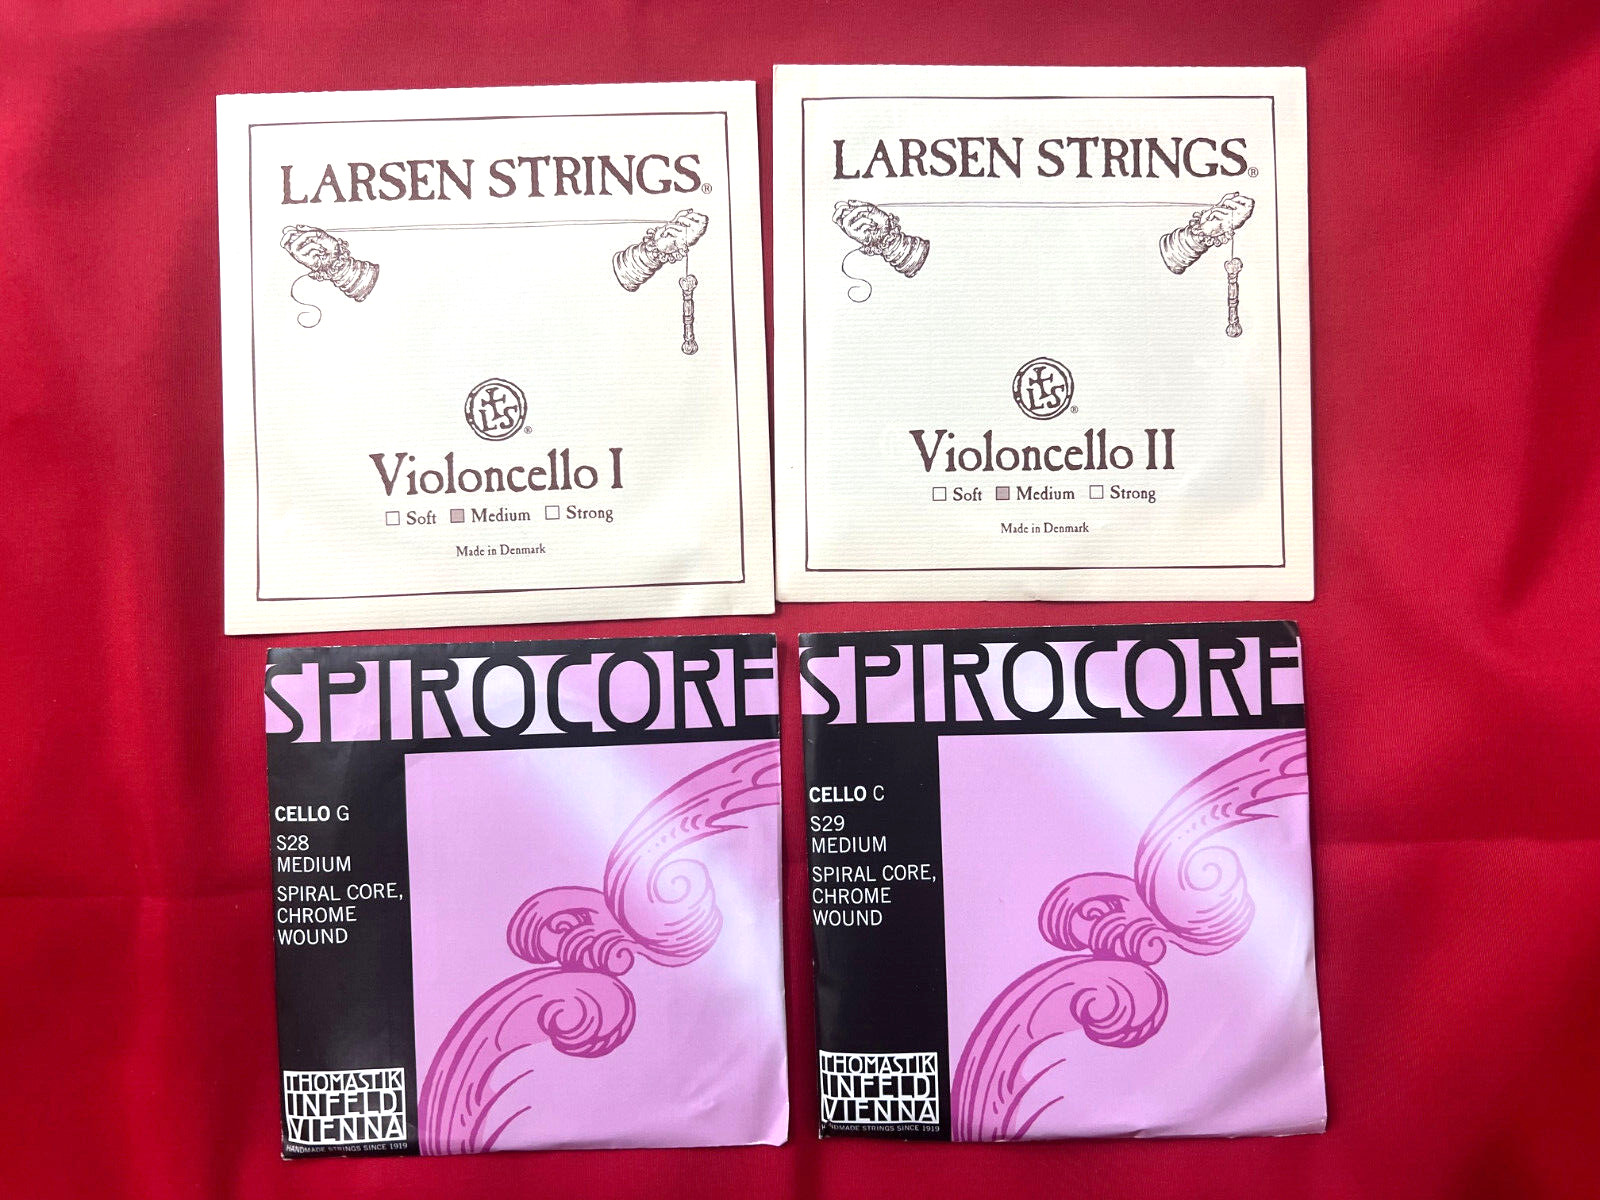 LARSEN STRINGS®
LS
®
Violoncello I
Soft Medium Strong
Made in Denmark
LARSEN STRINGS®
LS
®
Violoncello II
Soft Medium Strong
Made in Denmark
SPIROCORE
CELLO G
S28
MEDIUM
SPIRAL CORE,
CHROME
WOUND
THOMASTIK
INFELD
VIENNA
HANDMADE STRINGS SINCE 1919
SPIROCORE
CELLO C
S29
MEDIUM
SPIRAL CORE,
CHROME
WOUND
THOMASTIK
INFELD
VIENNA
HANDMADE STRINGS SINCE 1919